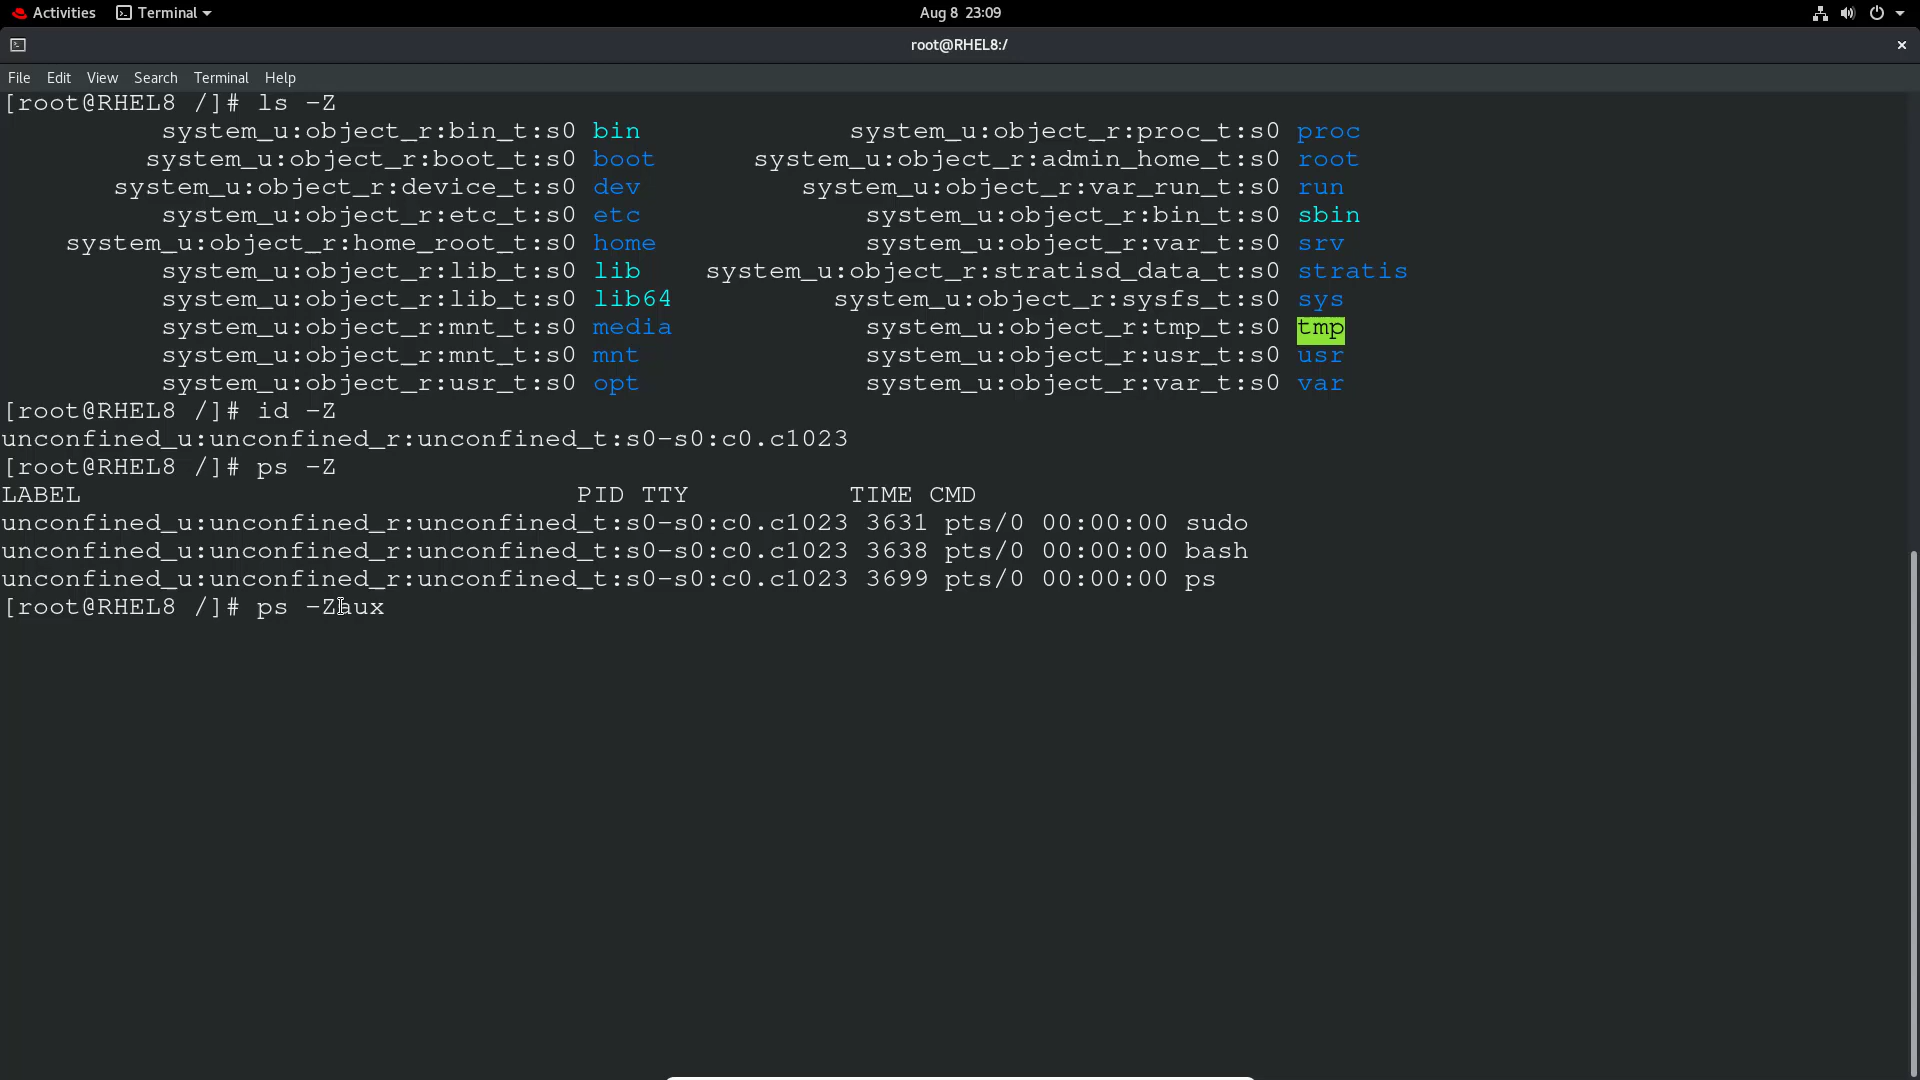 Activities Terminal Aug 8 23:09
root@RHEL8:/
File Edit View Search Terminal Help
[root@RHEL8 /]# ls -Z
system_u:object_r:bin_t:s0 bin system_u:object_r:proc_t:s0 proc
system_u:object_r:boot_t:s0 boot system_u:object_r:admin_home_t:s0 root
system_u:object_r:device_t:s0 dev system_u:object_r:var_run_t:s0 run
system_u:object_r:etc_t:s0 etc system_u:object_r:bin_t:s0 sbin
system_u:object_r:home_root_t:s0 home system_u:object_r:var_t:s0 srv
system_u:object_r:lib_t:s0 lib system_u:object_r:stratisd_data_t:s0 stratis
system_u:object_r:lib_t:s0 lib64 system_u:object_r:sysfs_t:s0 sys
system_u:object_r:mnt_t:s0 media system_u:object_r:tmp_t:s0 tmp
system_u:object_r:mnt_t:s0 mnt system_u:object_r:usr_t:s0 usr
system_u:object_r:usr_t:s0 opt system_u:object_r:var_t:s0 var
[root@RHEL8 /]# id -Z
unconfined_u:unconfined_r:unconfined_t:s0-s0:c0.c1023
[root@RHEL8 /]# ps -Z
LABEL PID TTY TIME CMD
unconfined_u:unconfined_r:unconfined_t:s0-s0:c0.c1023 3631 pts/0 00:00:00 sudo
unconfined_u:unconfined_r:unconfined_t:s0-s0:c0.c1023 3638 pts/0 00:00:00 bash
unconfined_u:unconfined_r:unconfined_t:s0-s0:c0.c1023 3699 pts/0 00:00:00 ps
[root@RHEL8 /]# ps -Zaux